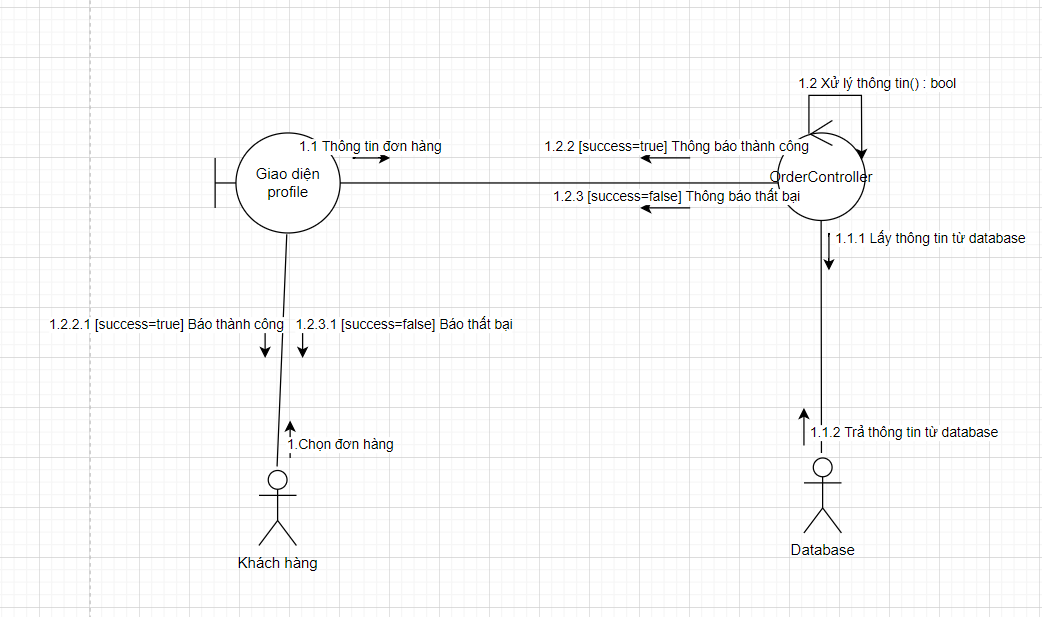 1.2 Xử lý thông tin() : bool
1.1 Thông tin đơn hàng
1.2.2 [success=true] Thông báo thành công
Giao diện
profile
OrderController
1.2.3 [success=false] Thông báo thất bại
1.1.1 Lấy thông tin từ database
1.2.2.1 [success=true] Báo thành công
1.2.3.1 [success=false] Báo thất bại
1.Chọn đơn hàng
1.1.2 Trả thông tin từ database
Khách hàng
Database